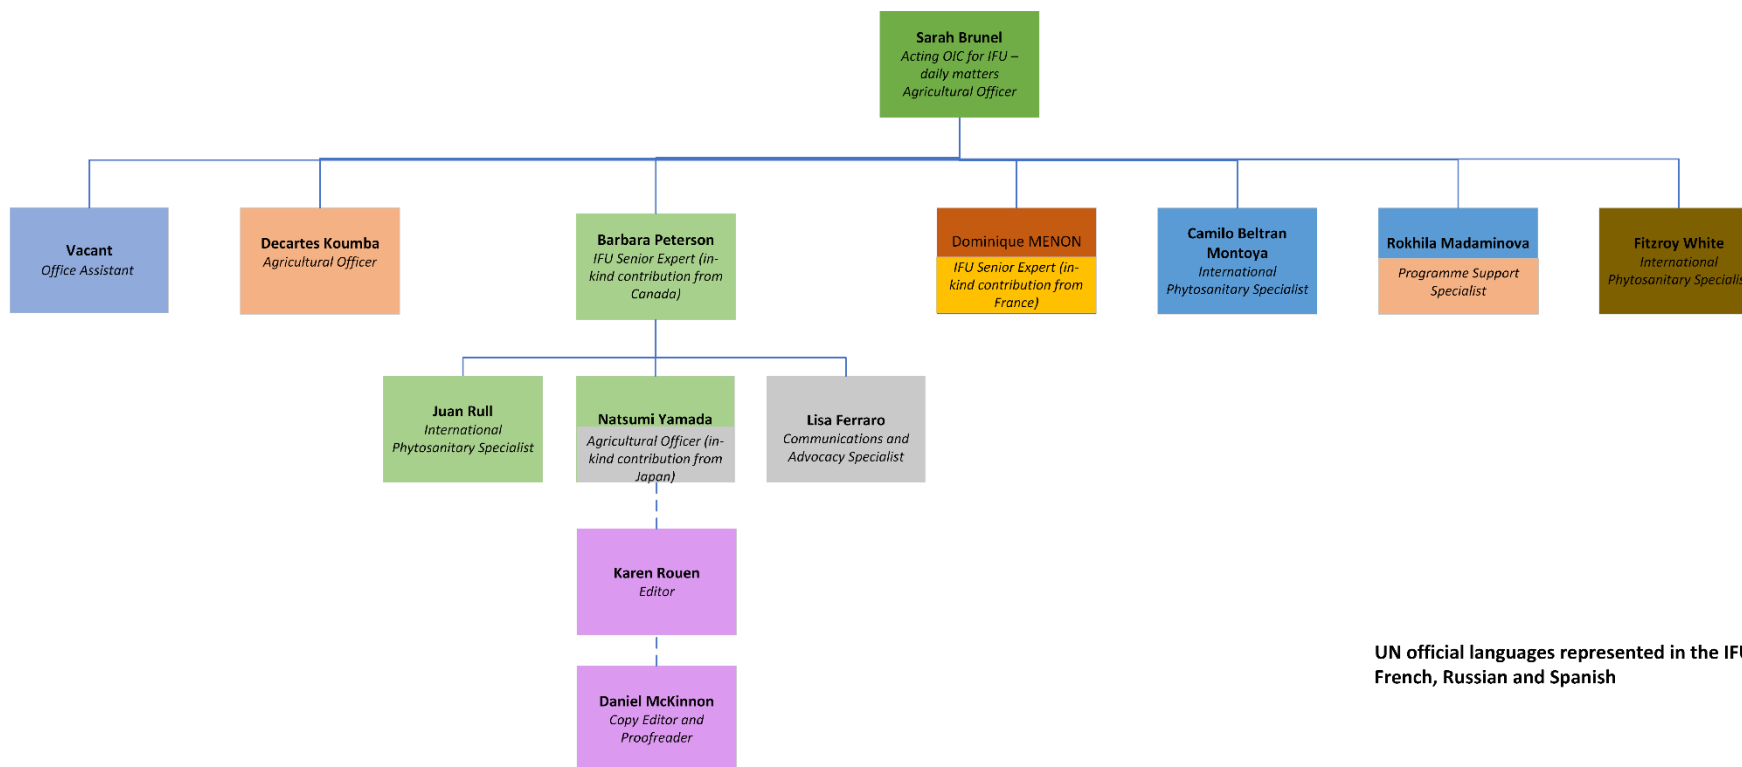 Sarah Brunel
Acting OIC for IFU –
daily matters
Agricultural Officer
Vacant
Office Assistant
Decartes Koumba
Agricultural Officer
Barbara Peterson
IFU Senior Expert (in-
kind contribution from
Canada)
Dominique MENON
IFU Senior Expert (in-
kind contribution from
France)
Camilo Beltran
Montoya
International
Phytosanitary Specialist
Rokhila Madaminova
Programme Support
Specialist
Fitzroy White
International
Phytosanitary
Juan Rull
International
Phytosanitary Specialist
Natsumi Yamada
Agricultural Officer (in-
kind contribution from
Japan)
Lisa Ferraro
Communications and
Advocacy Specialist
Karen Rouen
Editor
Daniel McKinnon
Copy Editor and
Proofreader
UN official languages represented in the
French, Russian and Spanish